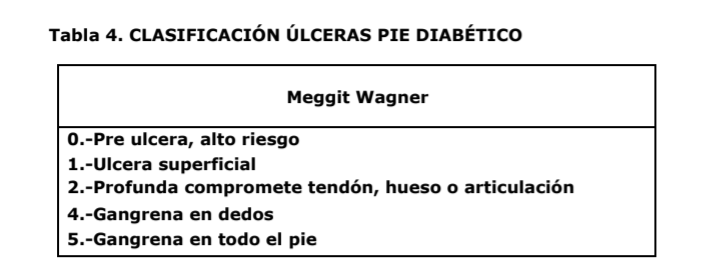 Tabla 4. CLASIFICACIÓN ÚLCERAS PIE DIABÉTICO
Meggit Wagner
0.-Pre ulcera, alto riesgo
1.-Ulcera superficial
2.-Profunda compromete tendón, hueso o articulación
4.-Gangrena en dedos
5.-Gangrena en todo el pie